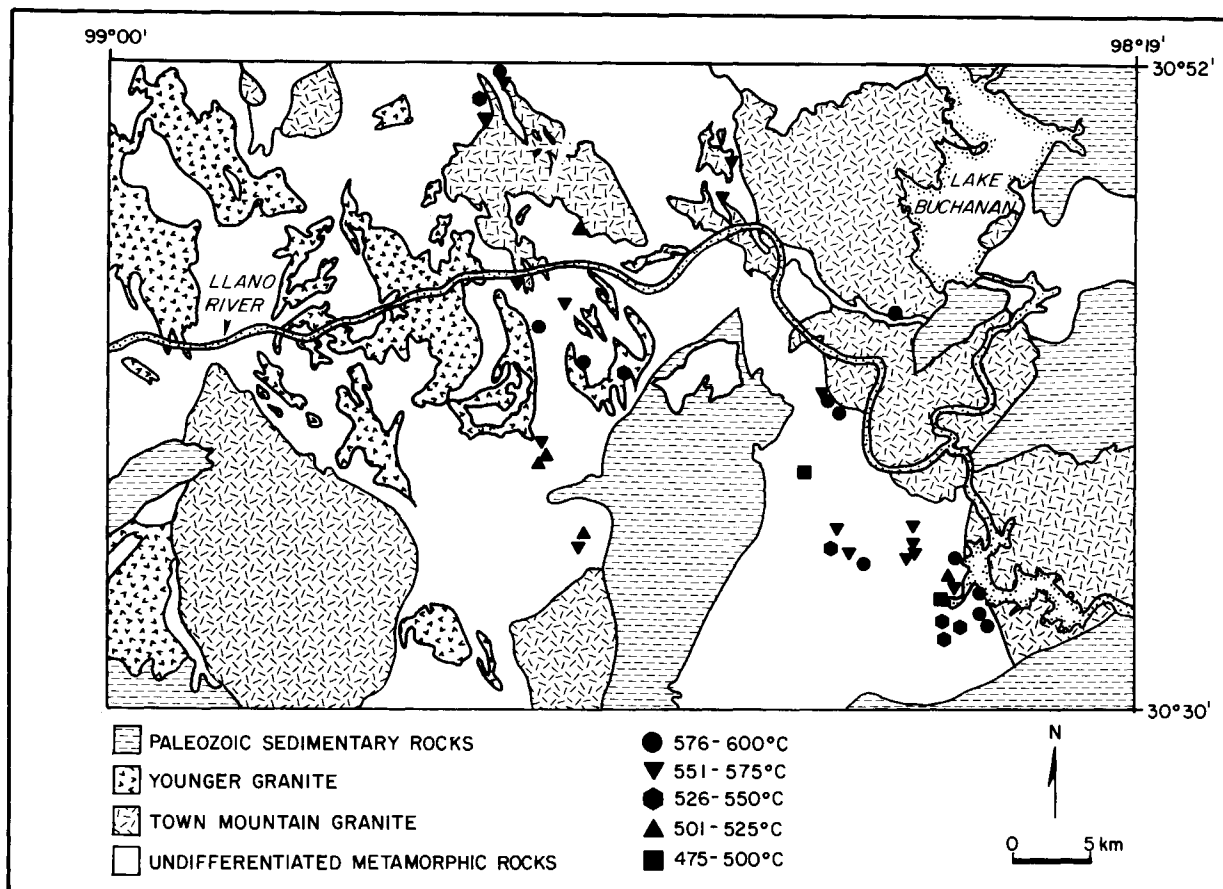 99°00'
98°19'
30°52'
LAKE
BUCHANAN
LLANO
RIVER
30°30'
PALEOZOIC SEDIMENTARY ROCKS
YOUNGER GRANITE
TOWN MOUNTAIN GRANITE
UNDIFFERENTIATED METAMORPHIC ROCKS
576-600°C
551-575°C
526-550°C
501-525°C
475-500°C
N
0 5 km